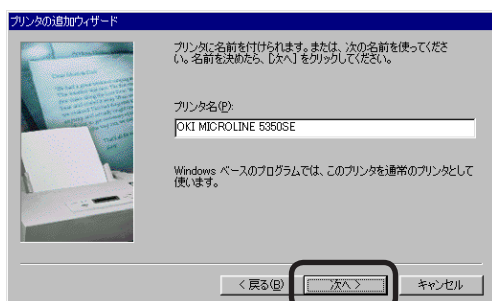 プリンタの追加ウィザード
プリンタに名前を付けられます。または、次の名前を使ってくださ
い。名前を決めたら、[次へ] をクリックしてください。
プリンタ名(P):
OKI MICROLINE 5350SE
Windows ベースのプログラムでは、このプリンタを通常のプリンタとして
使います。
< 戻る(B)
次へ >
キャンセル